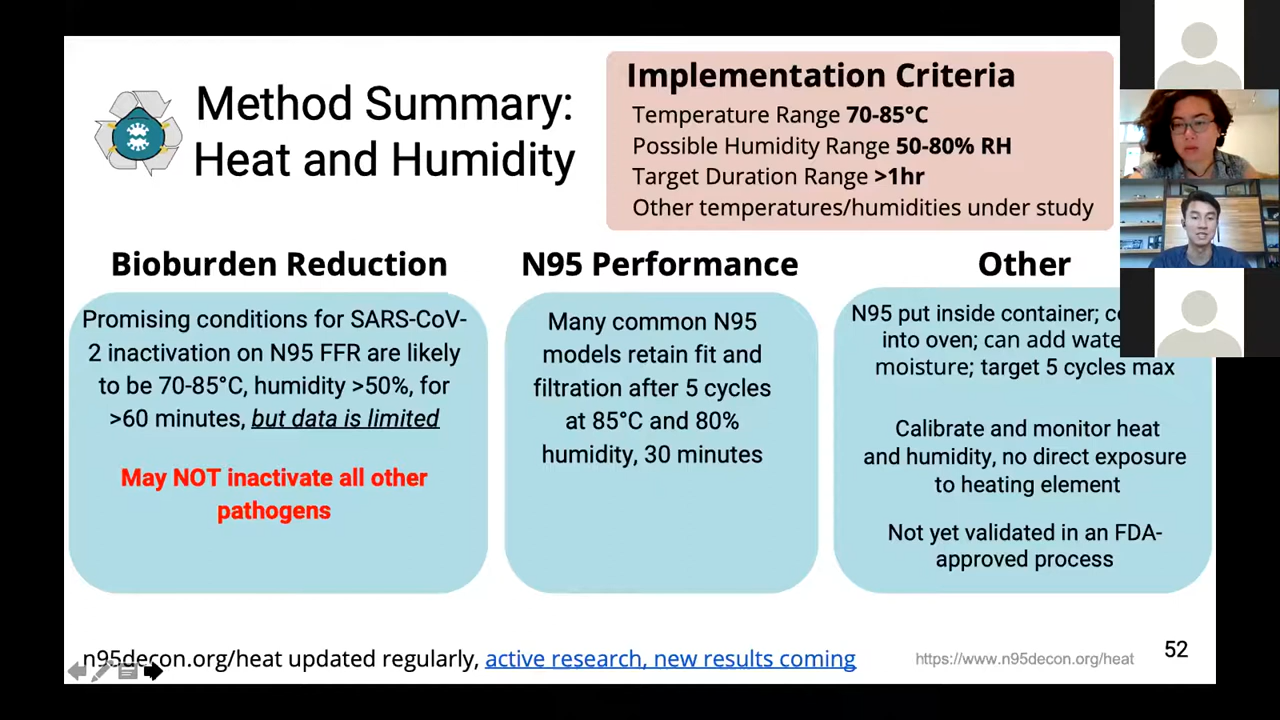 Method Summary:
Heat and Humidity
Implementation Criteria
Temperature Range 70-85°C
Possible Humidity Range 50-80% RH
Target Duration Range >1hr
Other temperatures/humidities under study
Bioburden Reduction
Promising conditions for SARS-CoV-
2 inactivation on N95 FFR are likely
to be 70-85°C, humidity >50%, for
>60 minutes, but data is limited
May NOT inactivate all other
pathogens
N95 Performance
Many common N95
models retain fit and
filtration after 5 cycles
at 85°C and 80%
humidity, 30 minutes
Other
N95 put inside container;
into oven; can add
moisture; target 5 cycles max
Calibrate and monitor heat
and humidity, no direct exposure
to heating element
Not yet validated in an FDA-
approved process
n95decon.org/heat updated regularly, active research, new results coming
https://www.n95decon.org/heat
52